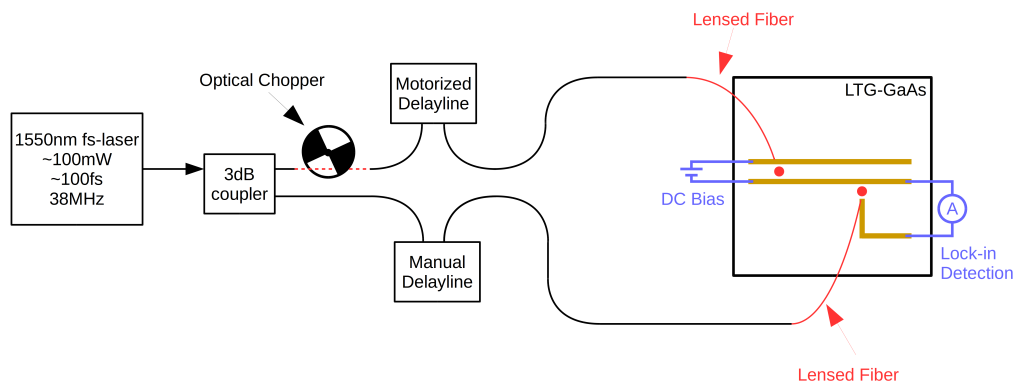 Lensed Fiber
Optical Chopper
Motorized
Delayline
LTG-GaAs
1550nm fs-laser
~100mW
~100fs
38MHz
3dB
coupler
DC Bias
A
Manual
Delayline
Lock-in
Detection
Lensed Fiber